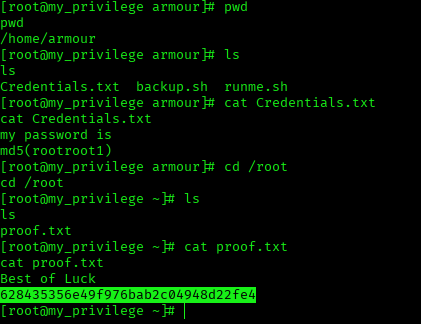 [root@my_privilege armour]# pwd
pwd
/home/armour
[root@my_privilege armour]# ls
ls
Credentials.txt  backup.sh  runme.sh
[root@my_privilege armour]# cat Credentials.txt
cat Credentials.txt
my password is
md5(rootroot1)
[root@my_privilege armour]# cd /root
cd /root
[root@my_privilege ~]# ls
ls
proof.txt
[root@my_privilege ~]# cat proof.txt
cat proof.txt
Best of Luck
628435356e49f976bab2c04948d22fe4
[root@my_privilege ~]#